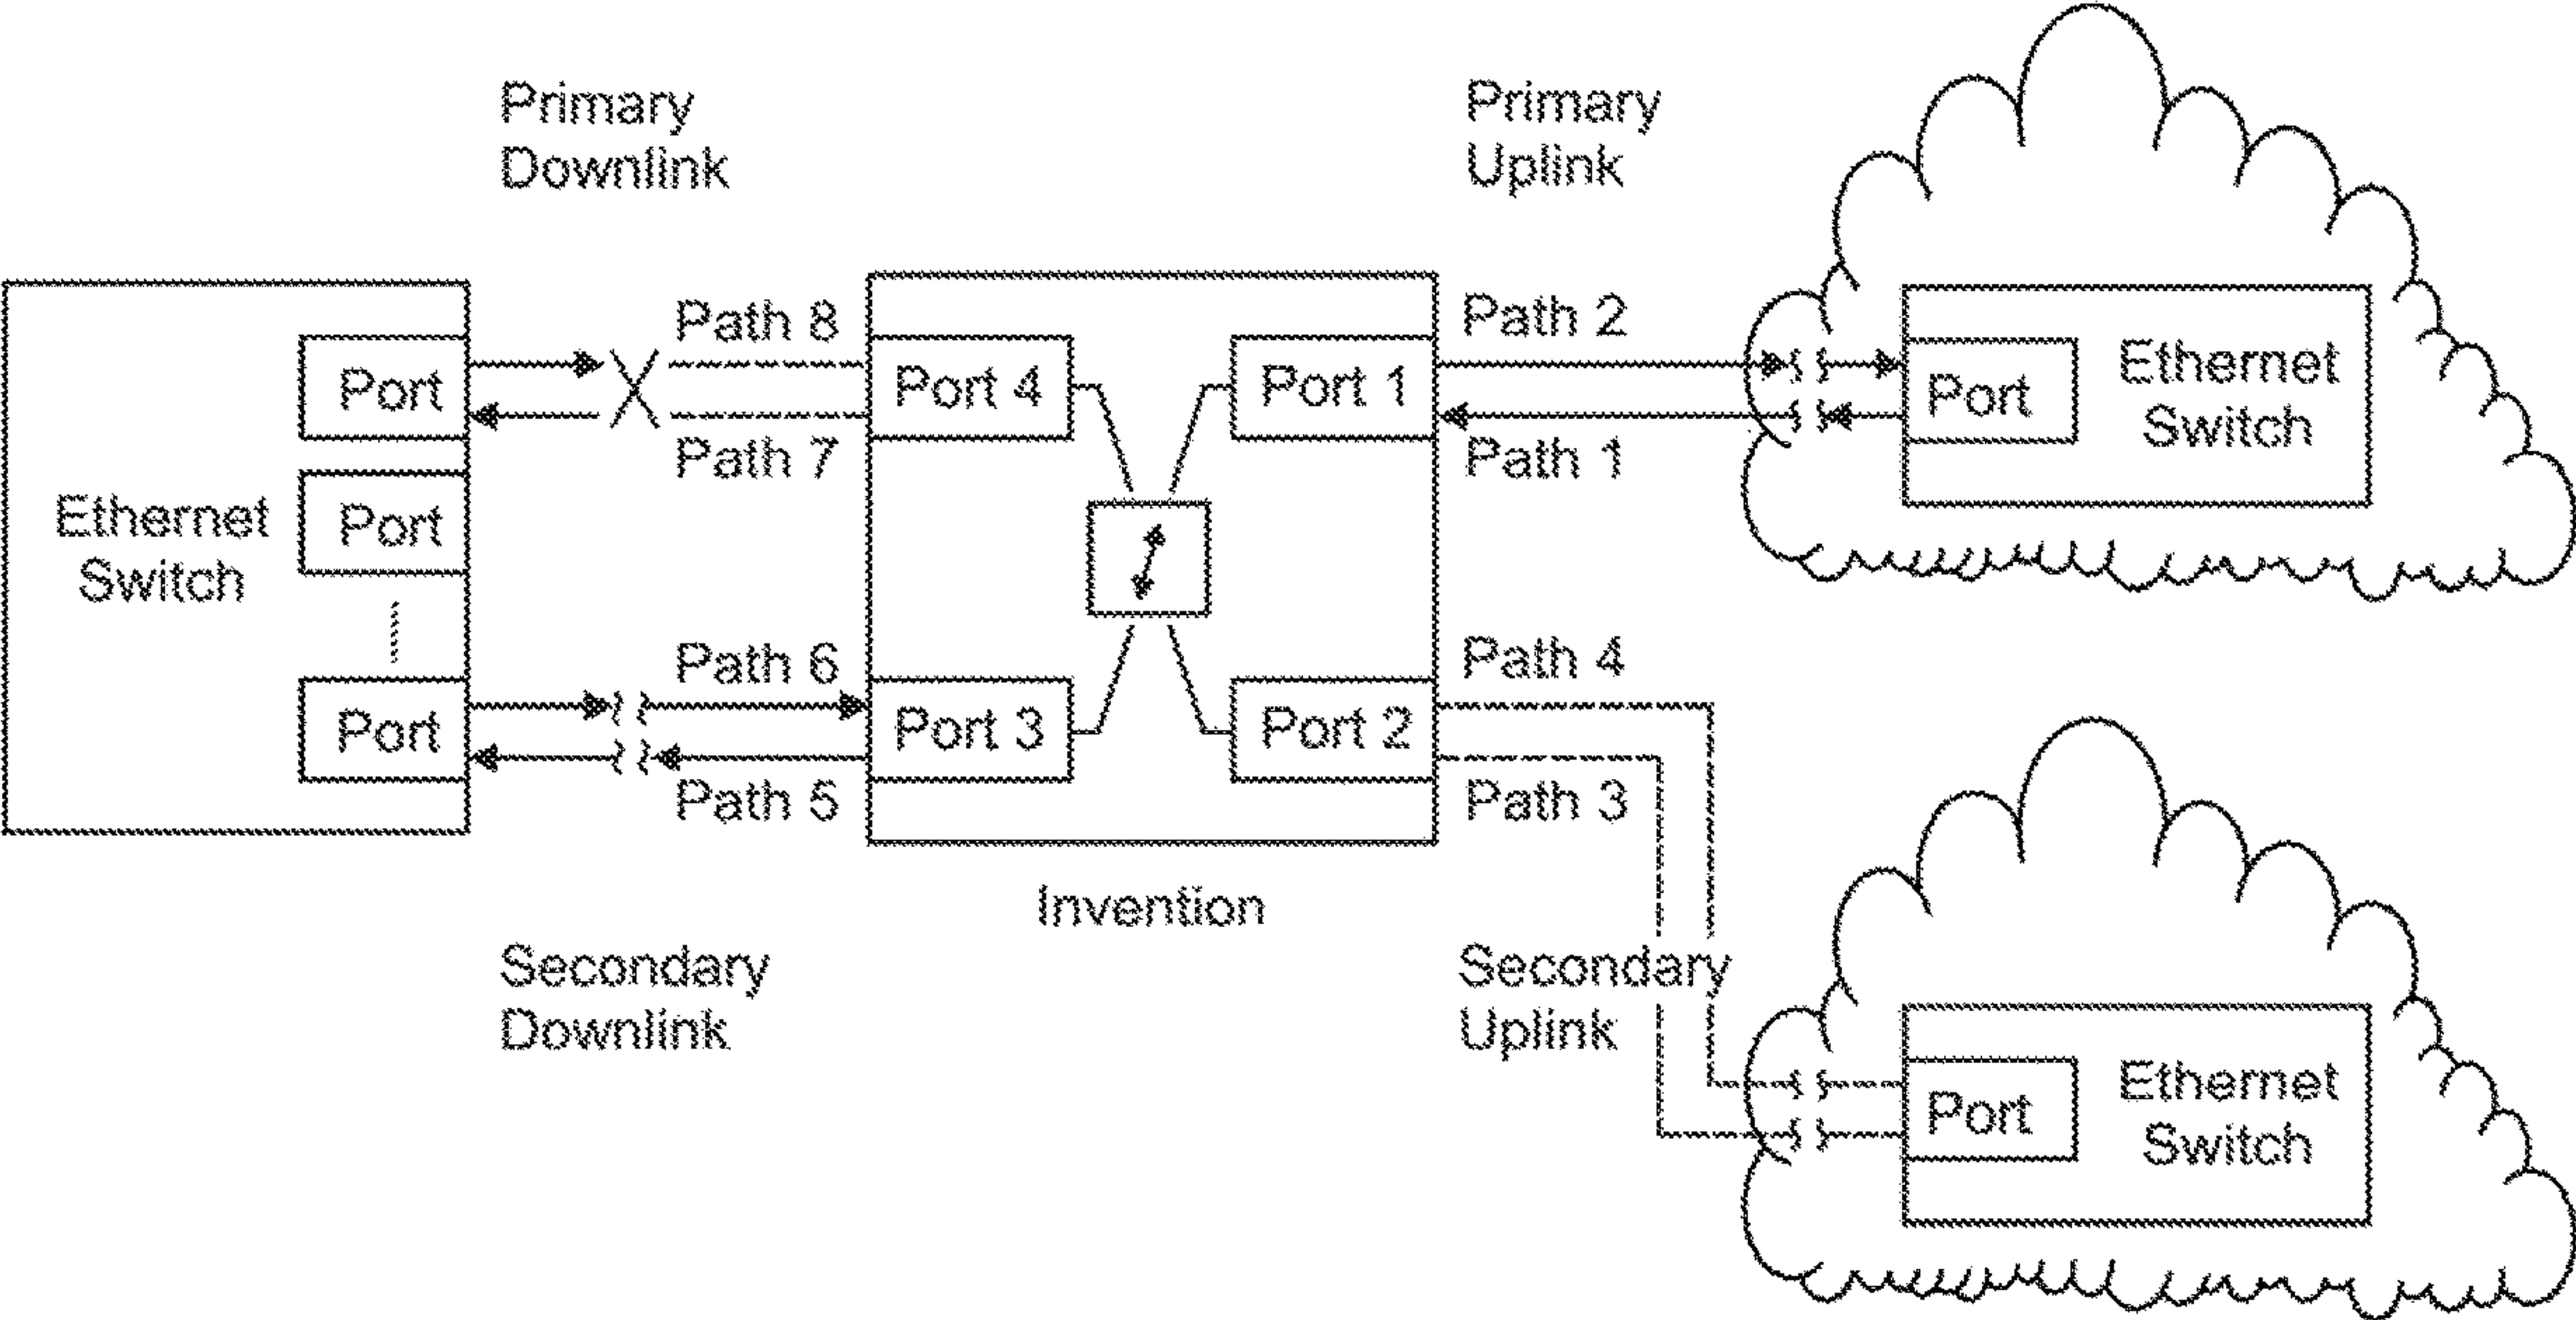 Primary
Downlink
Primary
Uplink
Path 8
Path 7
Path 2
Path 1
Port
Port
Port
Ethernet
Switch
Port 4
Port 1
Port
Ethernet
Switch
Path 6
Path 5
Port 3
Port 2
Path 4
Path 3
Invention
Secondary
Downlink
Secondary
Uplink
Port
Ethernet
Switch